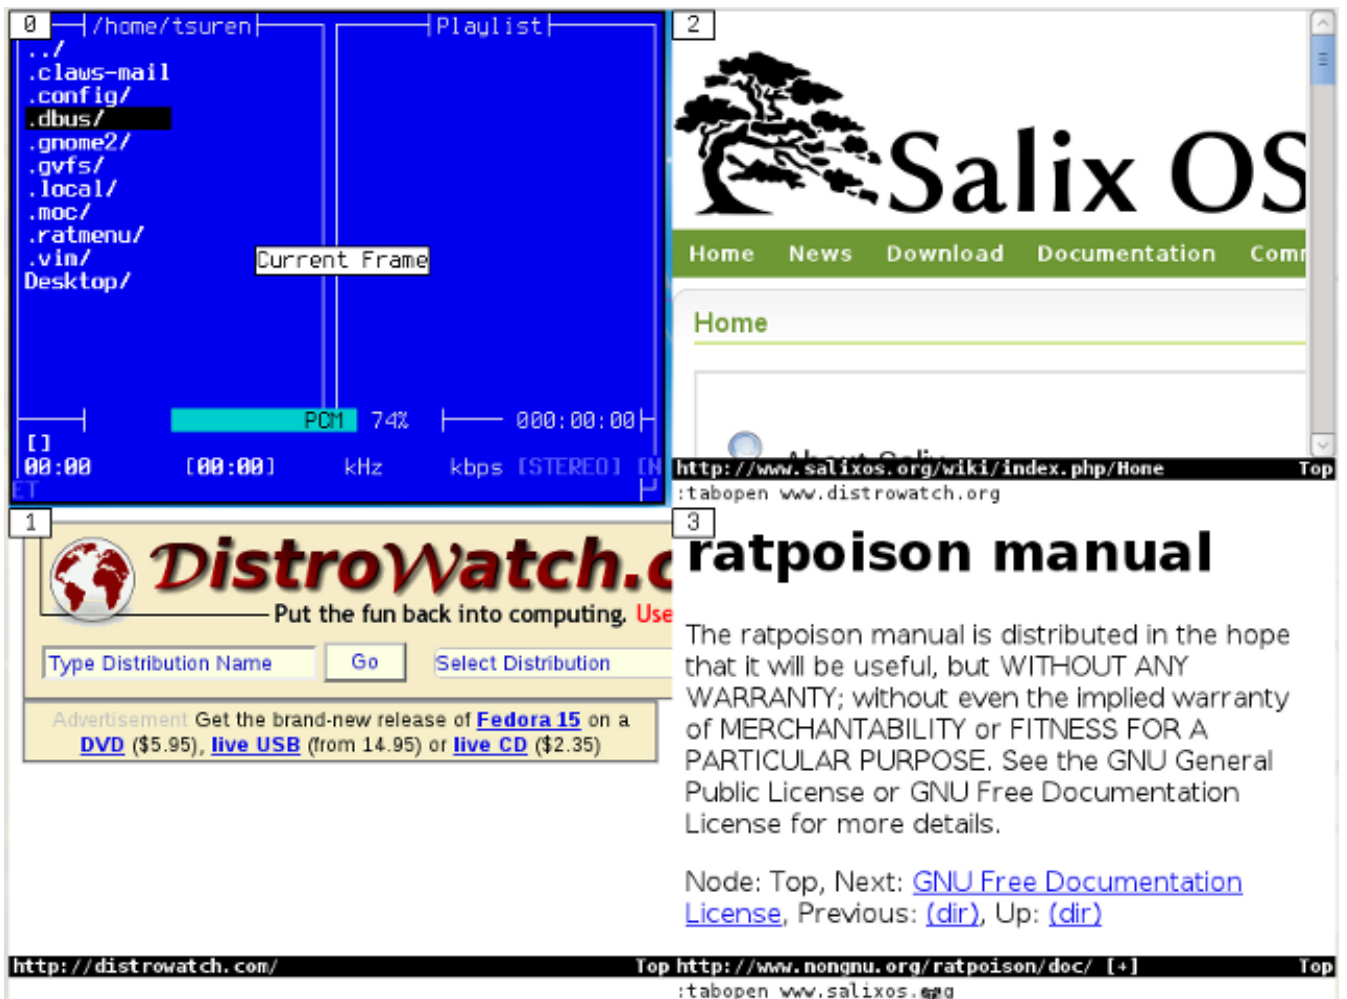 0 /home/tsuren Playlist
../
.claws-mail
.config/
.dbus/
.gnome2/
.gvfs/
.local/
.moc/
.ratmenu/
.vim/
Desktop/
Current Frame
PCM 74% 000:00:00
[]
00:00 [00:00] kHz kbps [STEREO] [N
ET
2
Salix OS
Home News Download Documentation Comm
Home
http://www.salixos.org/wiki/index.php/Home Top
:tabopen www.distrowatch.org
1
DistroWatch.c
Put the fun back into computing. Use
Type Distribution Name Go Select Distribution
Advertisement Get the brand-new release of Fedora 15 on a
DVD ($5.95), live USB (from 14.95) or live CD ($2.35)
http://distrowatch.com/ Top
3
ratpoison manual
The ratpoison manual is distributed in the hope
that it will be useful, but WITHOUT ANY
WARRANTY; without even the implied warranty
of MERCHANTABILITY or FITNESS FOR A
PARTICULAR PURPOSE. See the GNU General
Public License or GNU Free Documentation
License for more details.
Node: Top, Next: GNU Free Documentation
License, Previous: (dir), Up: (dir)
http://www.nongnu.org/ratpoison/doc/ [+] Top
:tabopen